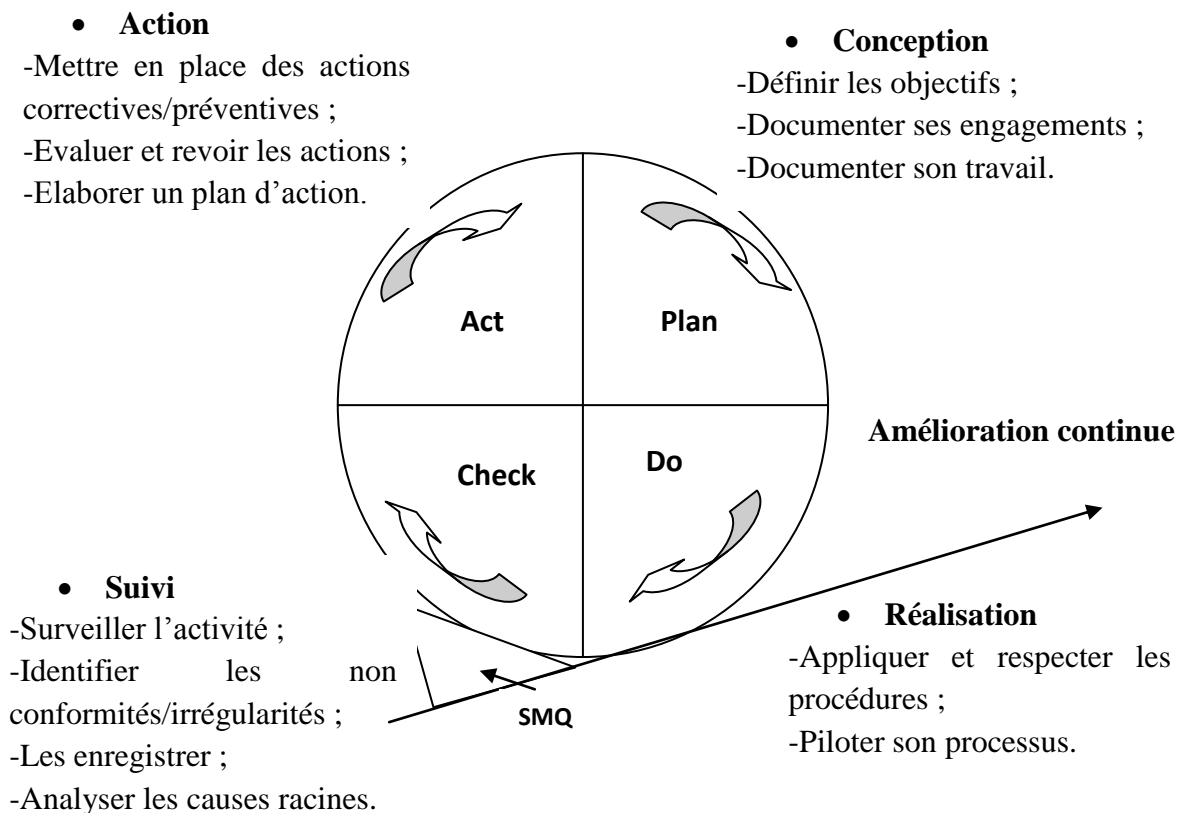 • Action
-Mettre en place des actions
correctives/préventives ;
-Evaluer et revoir les actions ;
-Elaborer un plan d’action.
• Conception
-Définir les objectifs ;
-Documenter ses engagements ;
-Documenter son travail.
Act
Plan
Check
Do
Amélioration continue
• Suivi
-Surveiller l’activité ;
-Identifier les non
conformités/irrégularités ;
-Les enregistrer ;
-Analyser les causes racines.
SMQ
• Réalisation
-Appliquer et respecter les
procédures ;
-Piloter son processus.